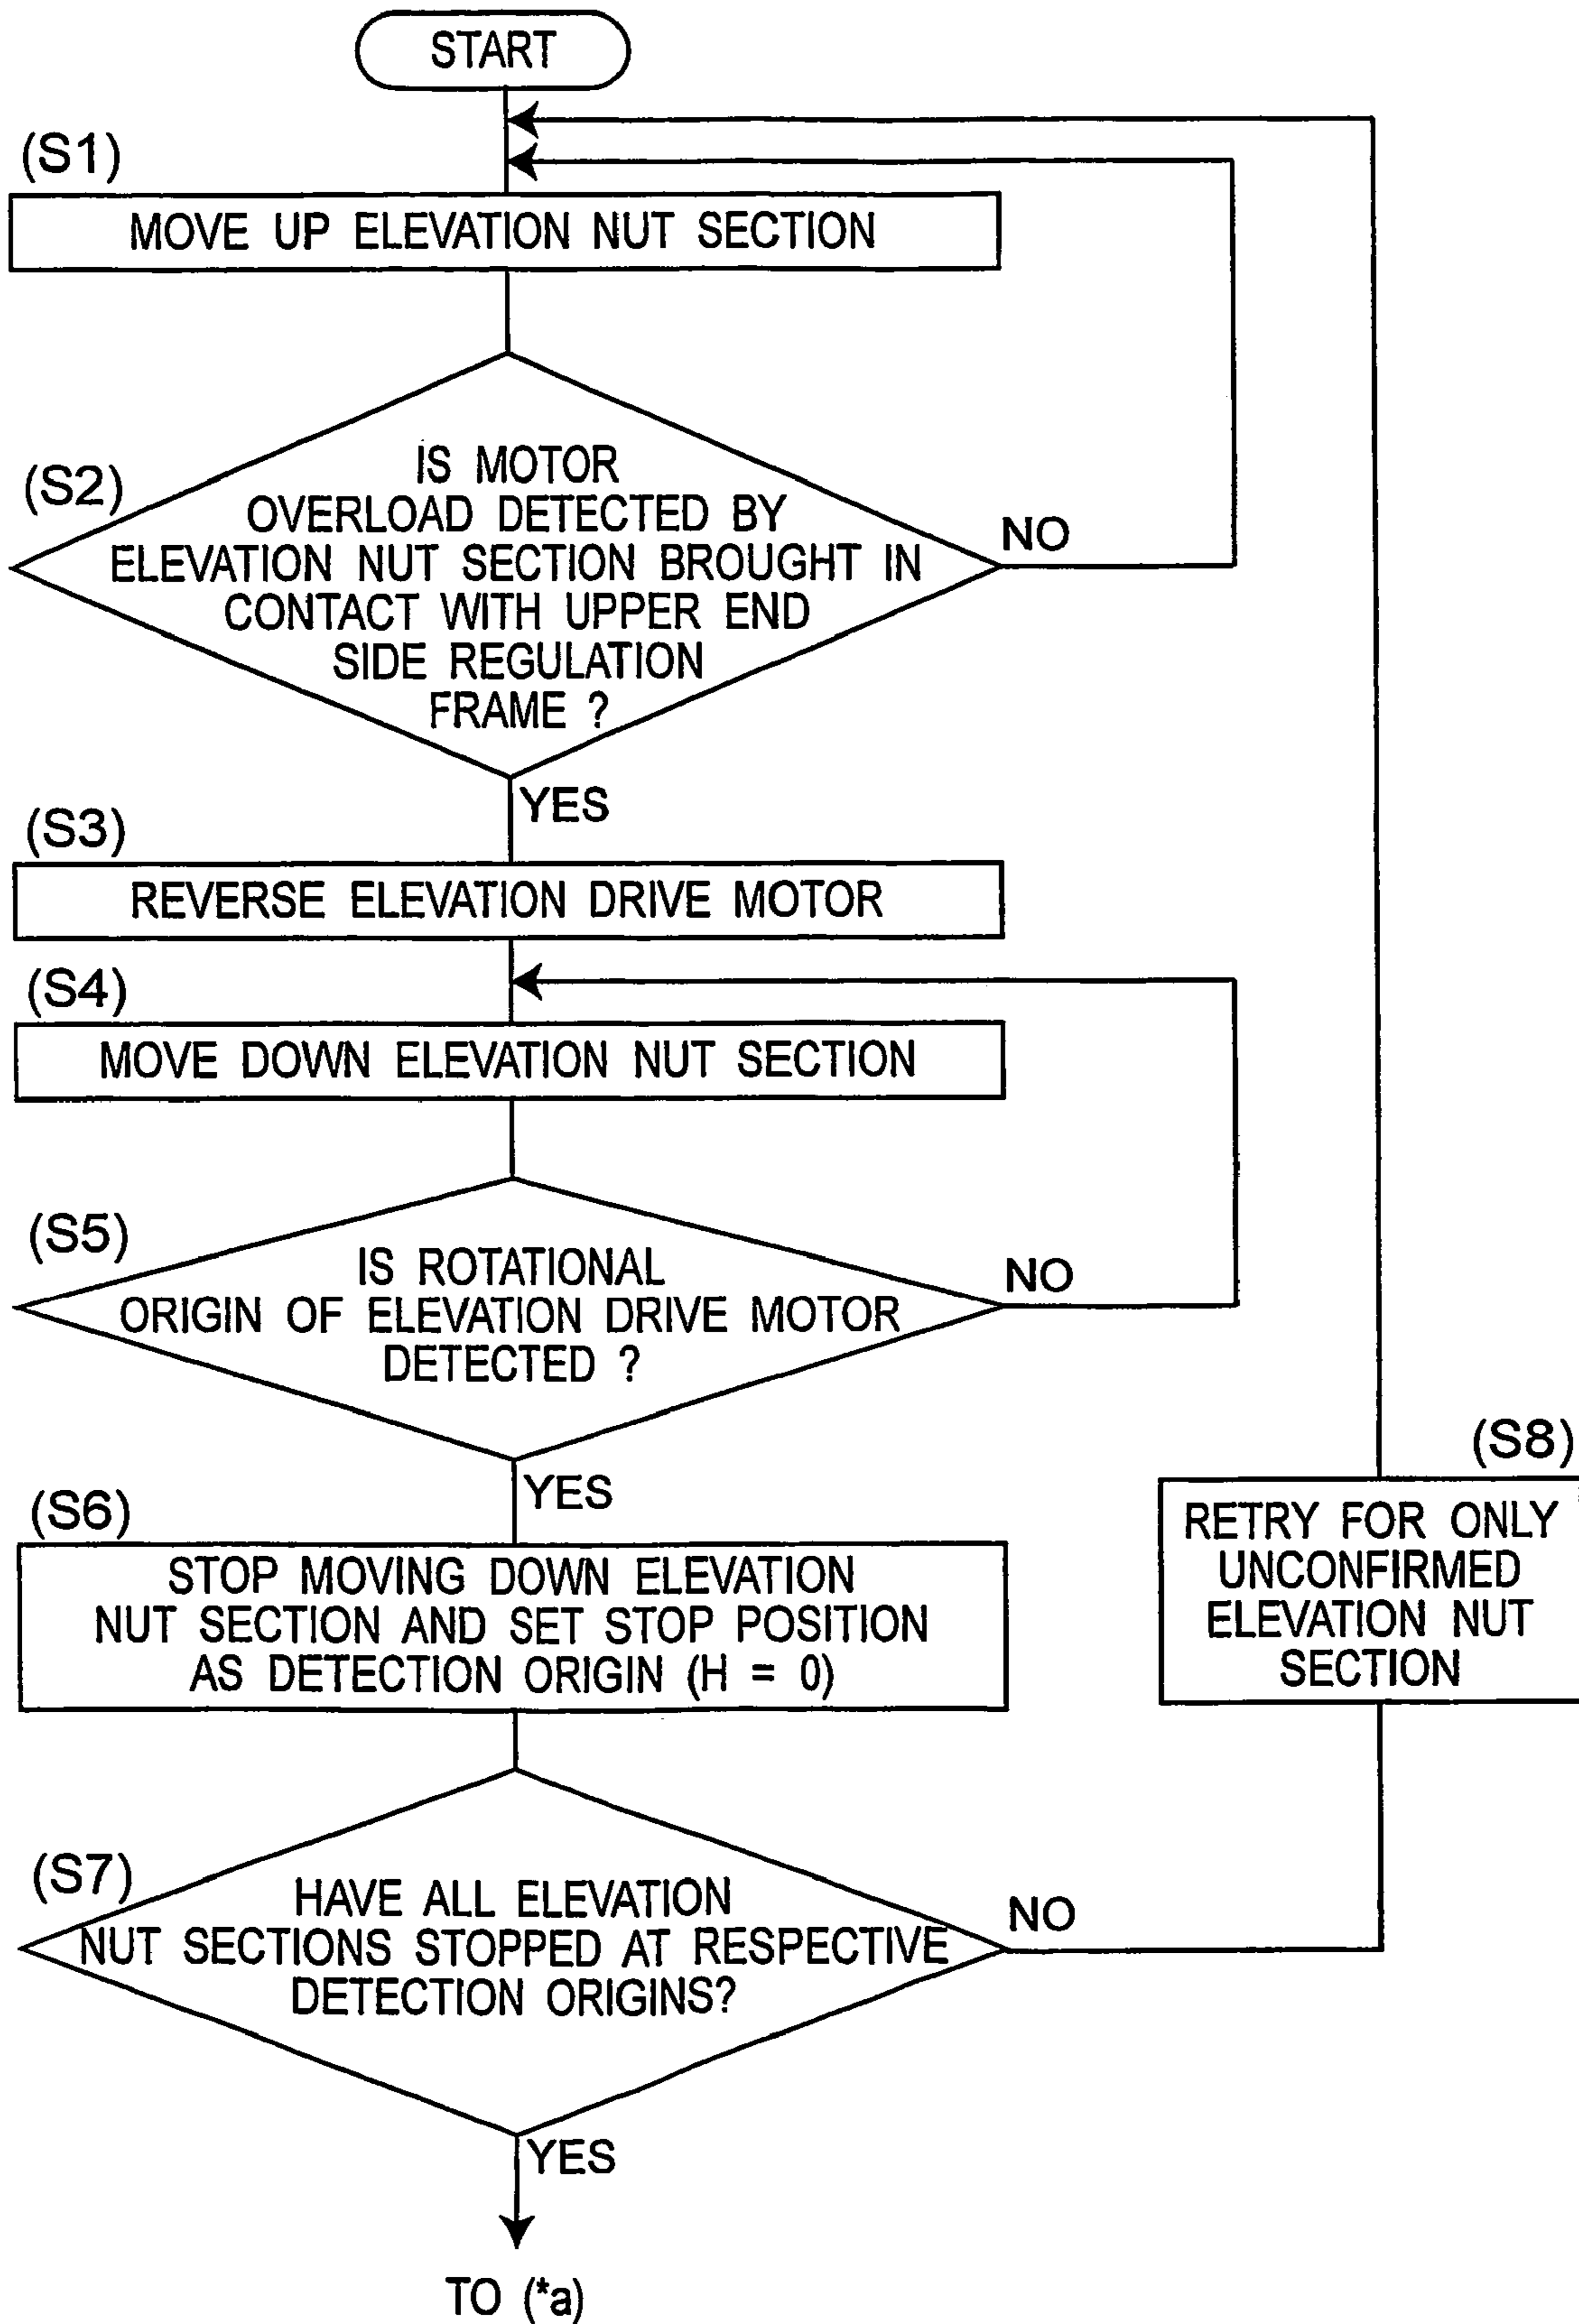 START
(S1)
MOVE UP ELEVATION NUT SECTION
(S2)
IS MOTOR
OVERLOAD DETECTED BY
ELEVATION NUT SECTION BROUGHT IN
CONTACT WITH UPPER END
SIDE REGULATION
FRAME ?
NO
YES
(S3)
REVERSE ELEVATION DRIVE MOTOR
(S4)
MOVE DOWN ELEVATION NUT SECTION
(S5)
IS ROTATIONAL
ORIGIN OF ELEVATION DRIVE MOTOR
DETECTED ?
NO
YES
(S6)
STOP MOVING DOWN ELEVATION
NUT SECTION AND SET STOP POSITION
AS DETECTION ORIGIN (H = 0)
(S7)
HAVE ALL ELEVATION
NUT SECTIONS STOPPED AT RESPECTIVE
DETECTION ORIGINS?
NO
(S8)
RETRY FOR ONLY
UNCONFIRMED
ELEVATION NUT
SECTION
YES
TO (*a)